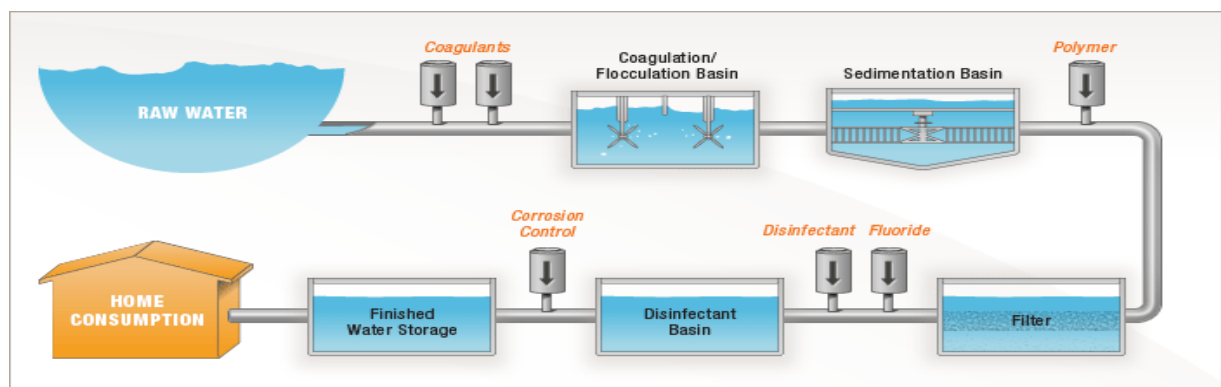 Coagulants
Coagulation/
Flocculation Basin
Sedimentation Basin
Polymer
RAW WATER
Corrosion
Control
Disinfectant
Fluoride
HOME
CONSUMPTION
Finished
Water Storage
Disinfectant
Basin
Filter